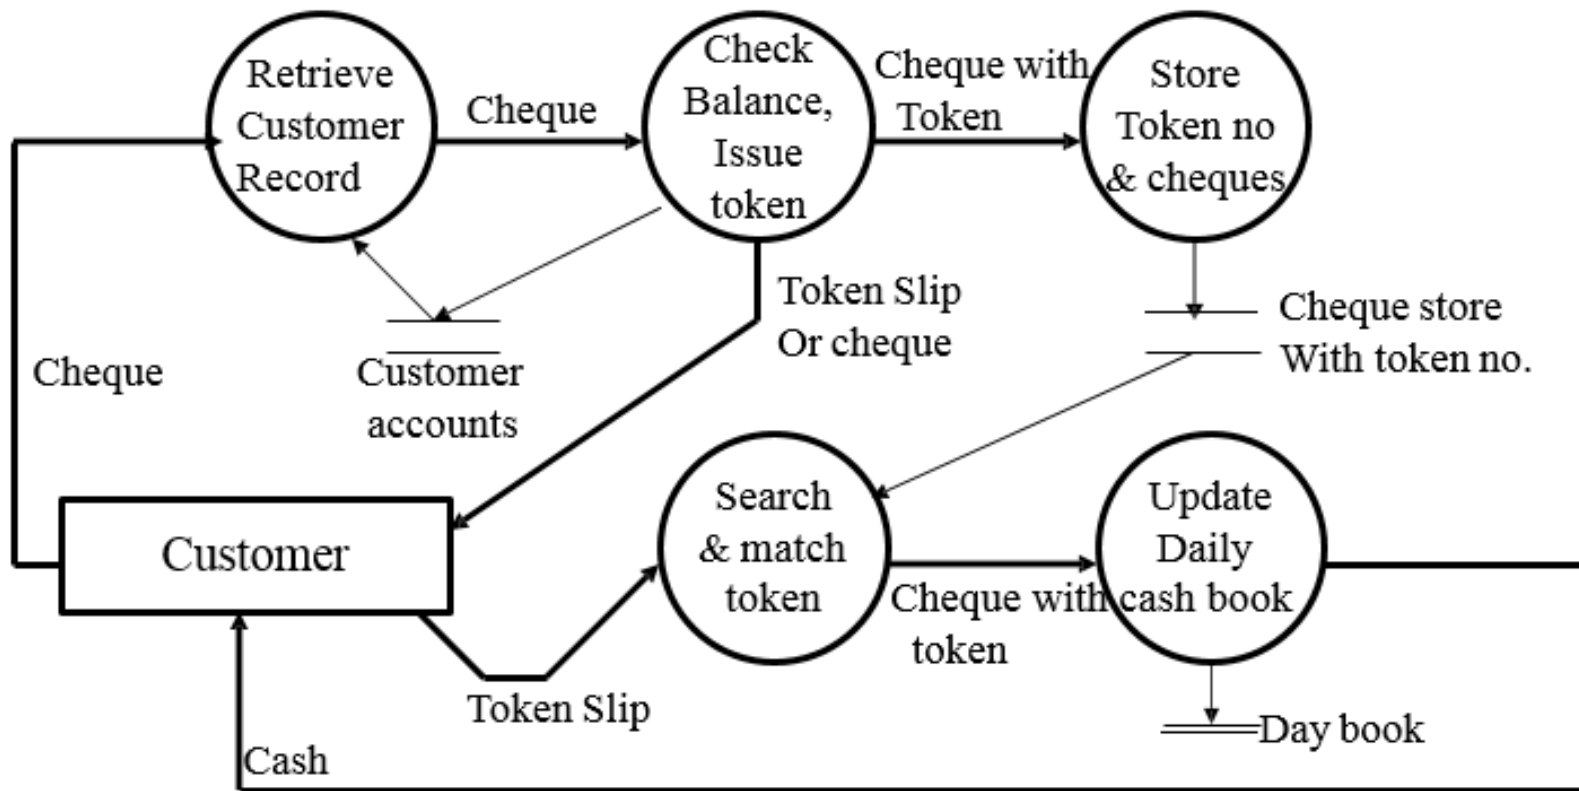 Retrieve
Customer
Record
Cheque
Check
Balance,
Issue
token
Cheque with
Token
Store
Token no
& cheques
Token Slip
Or cheque
Cheque store
With token no.
Cheque
Customer
accounts
Customer
Search
& match
token
Cheque with
token
Update
Daily
cash book
Token Slip
Day book
Cash